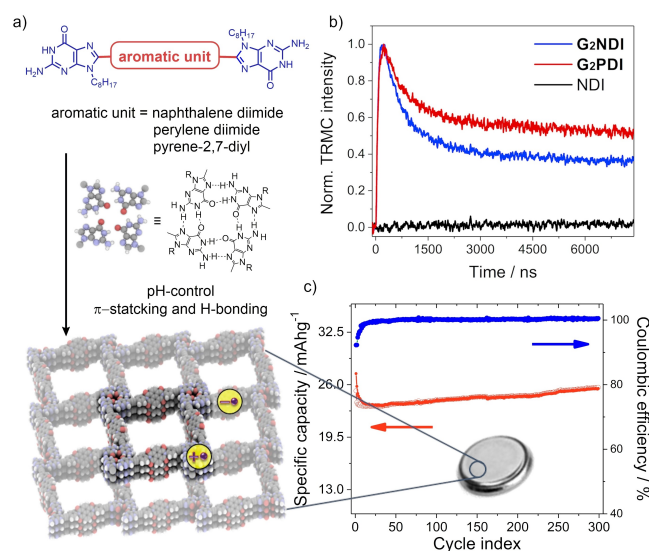 a)
O
HN
H₂N
N
N
N
C₈H₁₇
aromatic unit
C₈H₁₇
N
N
N
NH₂
NH
O
aromatic unit = naphthalene diimide
perylene diimide
pyrene-2,7-diyl
≡
pH-control
π–statcking and H-bonding
b)
Norm. TRMC intensity
1.0
0.8
0.6
0.4
0.2
0.0
G₂NDI
G₂PDI
NDI
0 1500 3000 4500 6000
Time / ns
c)
Specific capacity / mAhg⁻¹
32.5
26.0
19.5
13.0
100
80
60
40
Coulombic efficiency / %
0 50 100 150 200 250 300
Cycle index